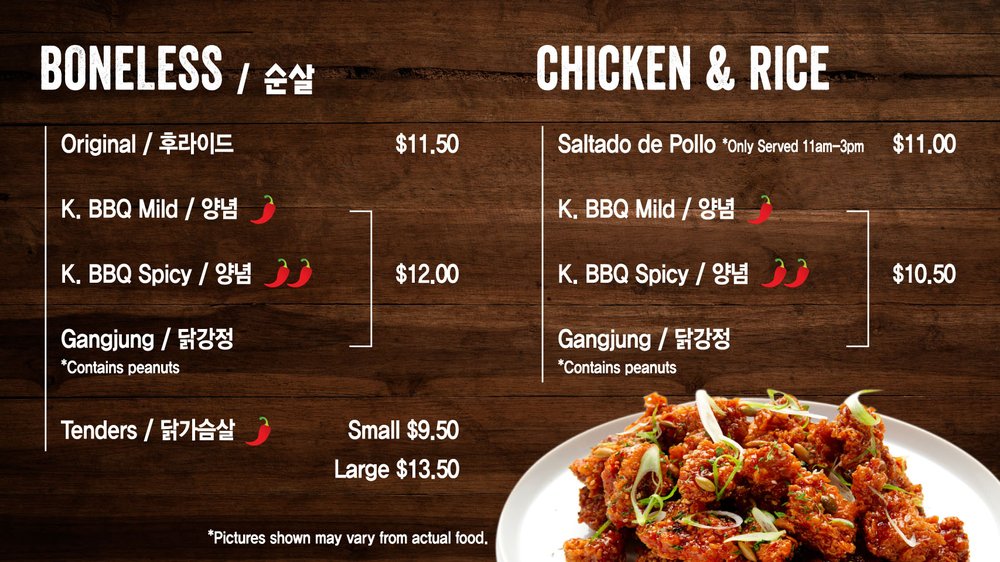 BONELESS / 순살
Original / 후라이드 $11.50
K. BBQ Mild / 양념
K. BBQ Spicy / 양념 $12.00
Gangjung / 닭강정
*Contains peanuts
Tenders / 닭가슴살 Small $9.50
Large $13.50
*Pictures shown may vary from actual food.
CHICKEN & RICE
Saltado de Pollo *Only Served 11am-3pm $11.00
K. BBQ Mild / 양념
K. BBQ Spicy / 양념 $10.50
Gangjung / 닭강정
*Contains peanuts